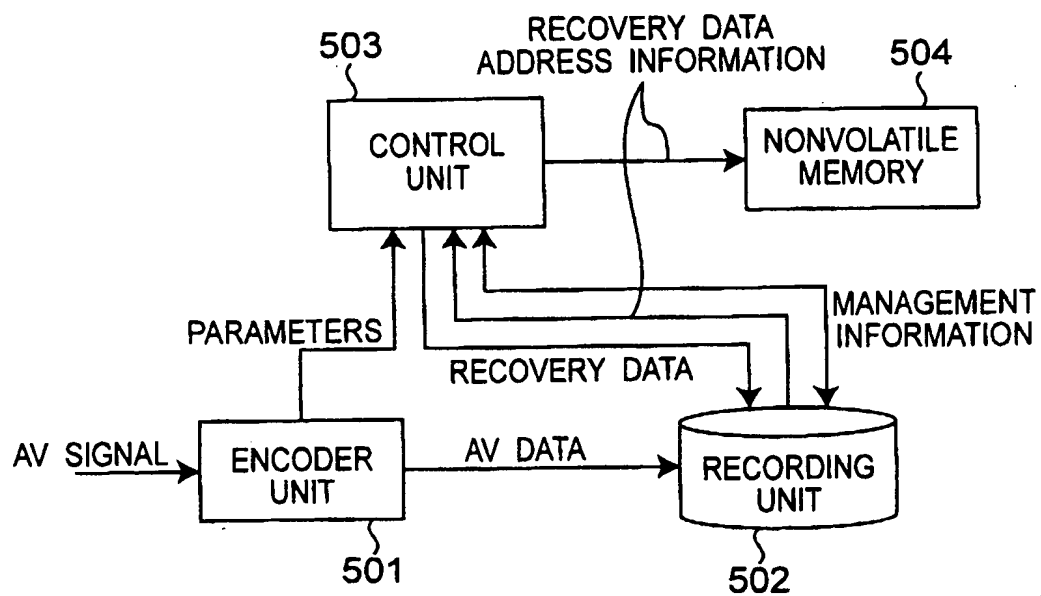 RECOVERY DATA
ADDRESS INFORMATION
503
504
CONTROL
UNIT
NONVOLATILE
MEMORY
PARAMETERS
MANAGEMENT
INFORMATION
RECOVERY DATA
AV SIGNAL
ENCODER
UNIT
AV DATA
RECORDING
UNIT
501
502